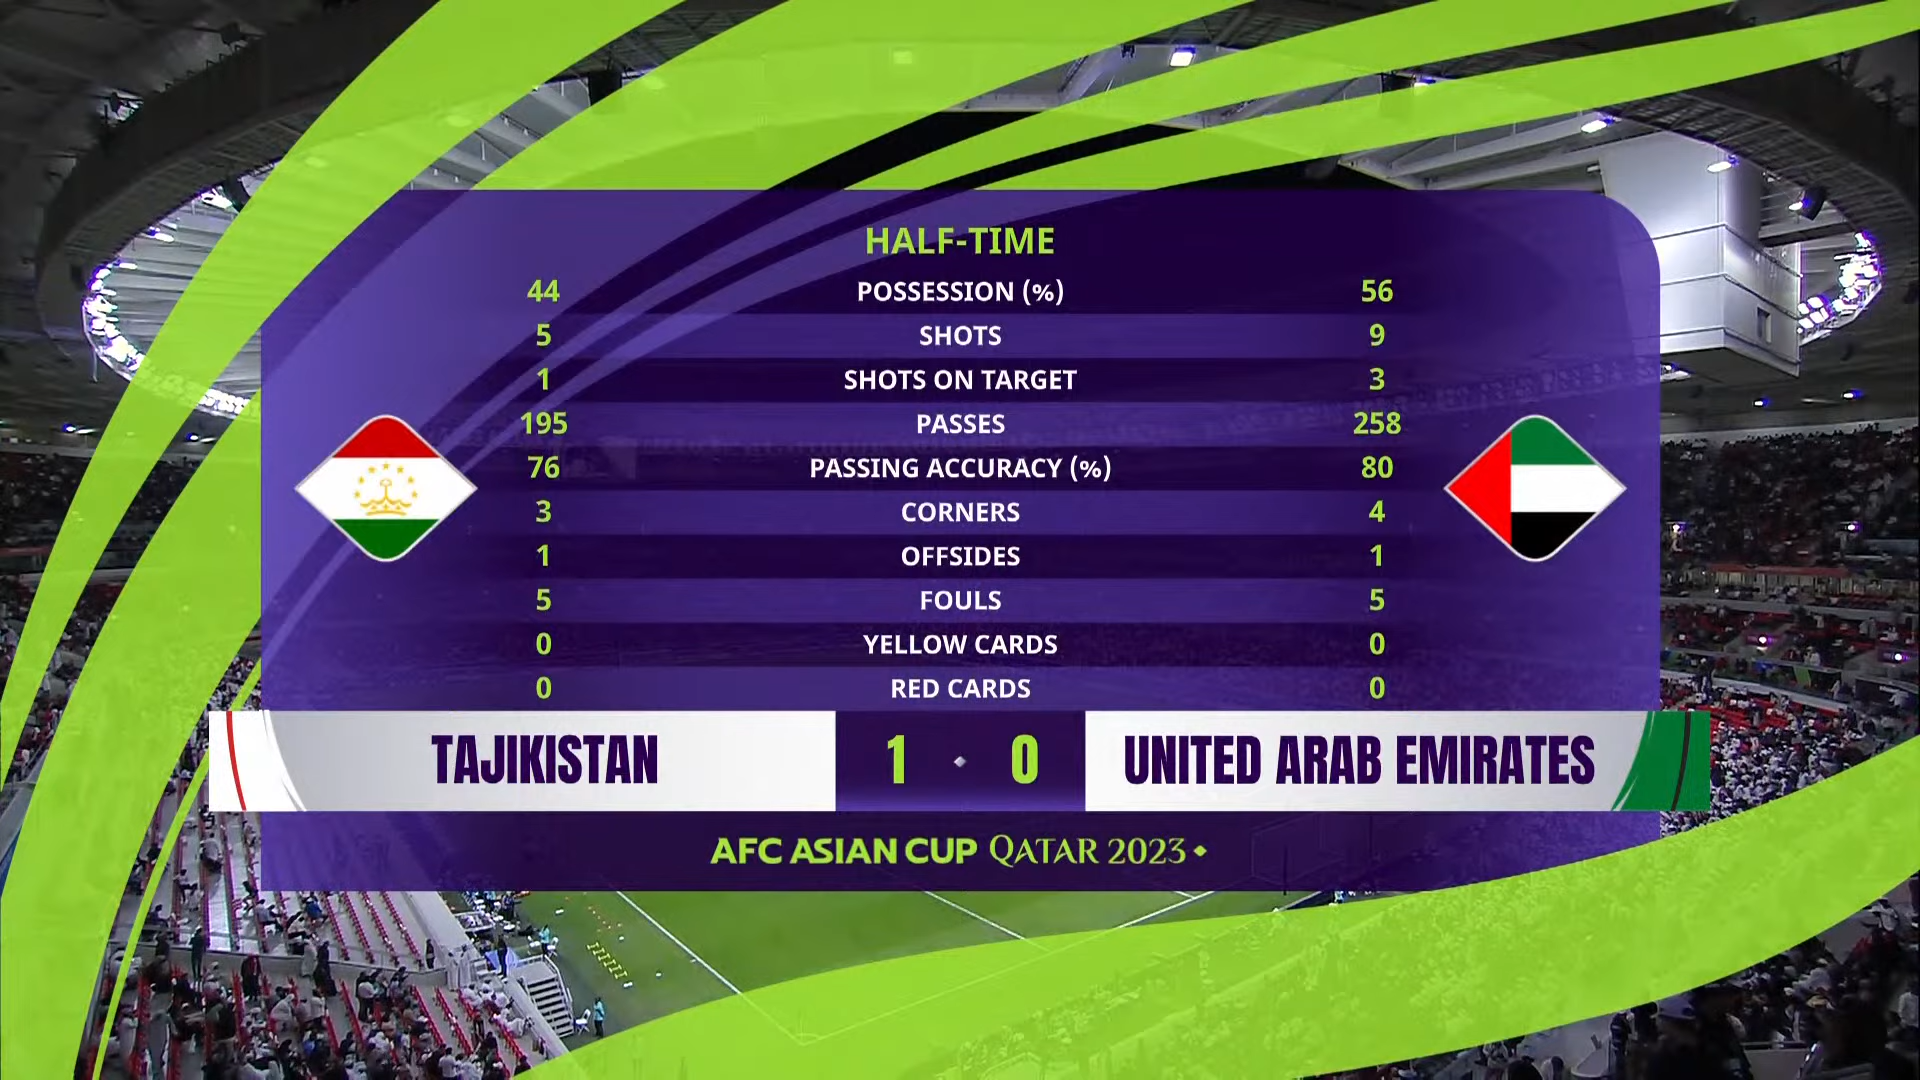 HALF-TIME
44 POSSESSION (%) 56
5 SHOTS 9
1 SHOTS ON TARGET 3
195 PASSES 258
76 PASSING ACCURACY (%) 80
3 CORNERS 4
1 OFFSIDES 1
5 FOULS 5
0 YELLOW CARDS 0
0 RED CARDS 0
TAJIKISTAN 1 0 UNITED ARAB EMIRATES
AFC ASIAN CUP QATAR 2023